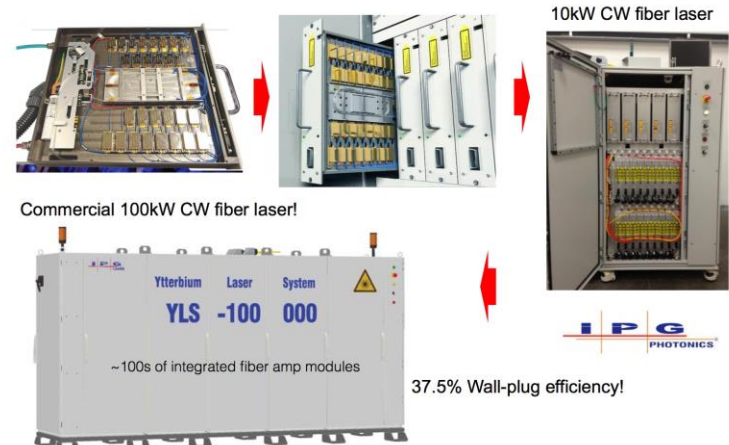 10kW CW fiber laser
Commercial 100kW CW fiber laser!
IPG
Ytterbium Laser System
YLS -100 000
~100s of integrated fiber amp modules
IPG
PHOTONICS®
37.5% Wall-plug efficiency!